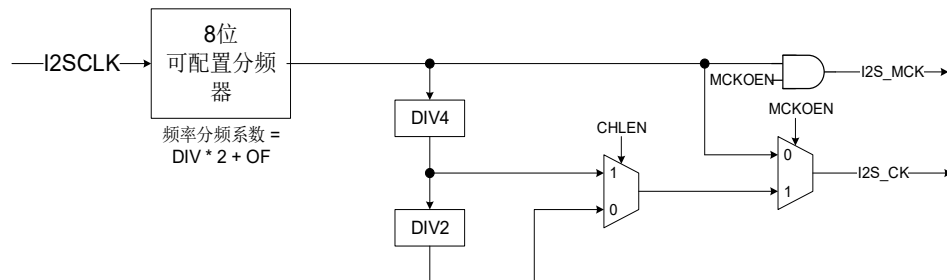 I2SCLK
8位
可配置分频
器
频率分频系数 =
DIV * 2 + OF
MCKOEN
I2S_MCK
DIV4
CHLEN
MCKOEN
1
0
0
1
I2S_CK
DIV2